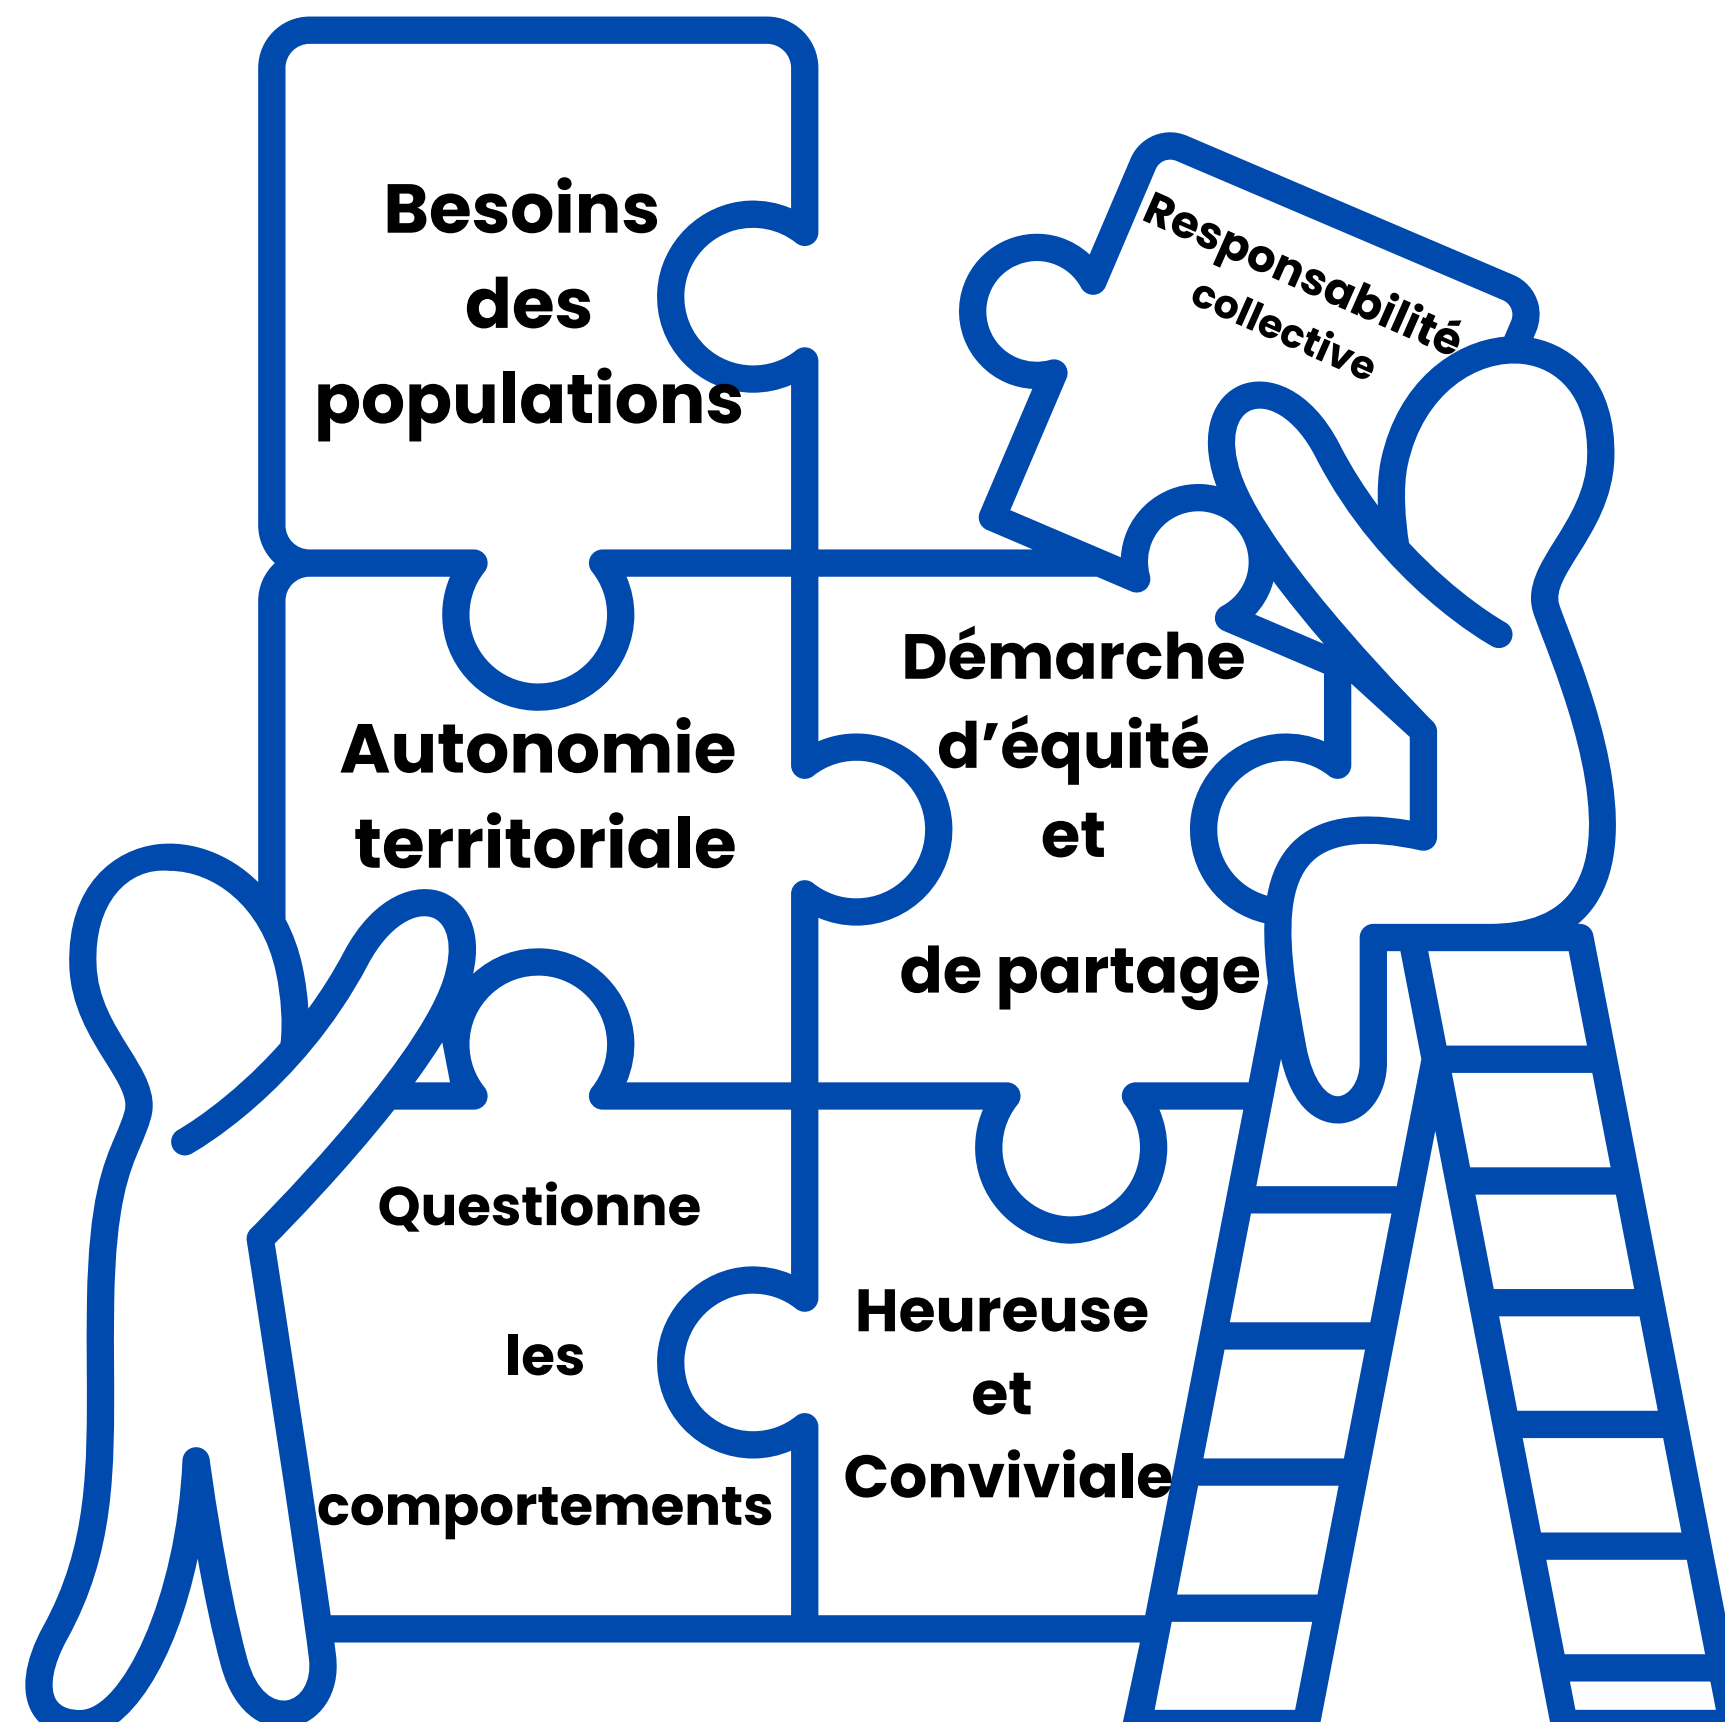 Besoins
des
populations
Responsabilité
collective
Autonomie
territoriale
Démarche
d’équité
et
de partage
Questionne
les
comportements
Heureuse
et
Conviviale